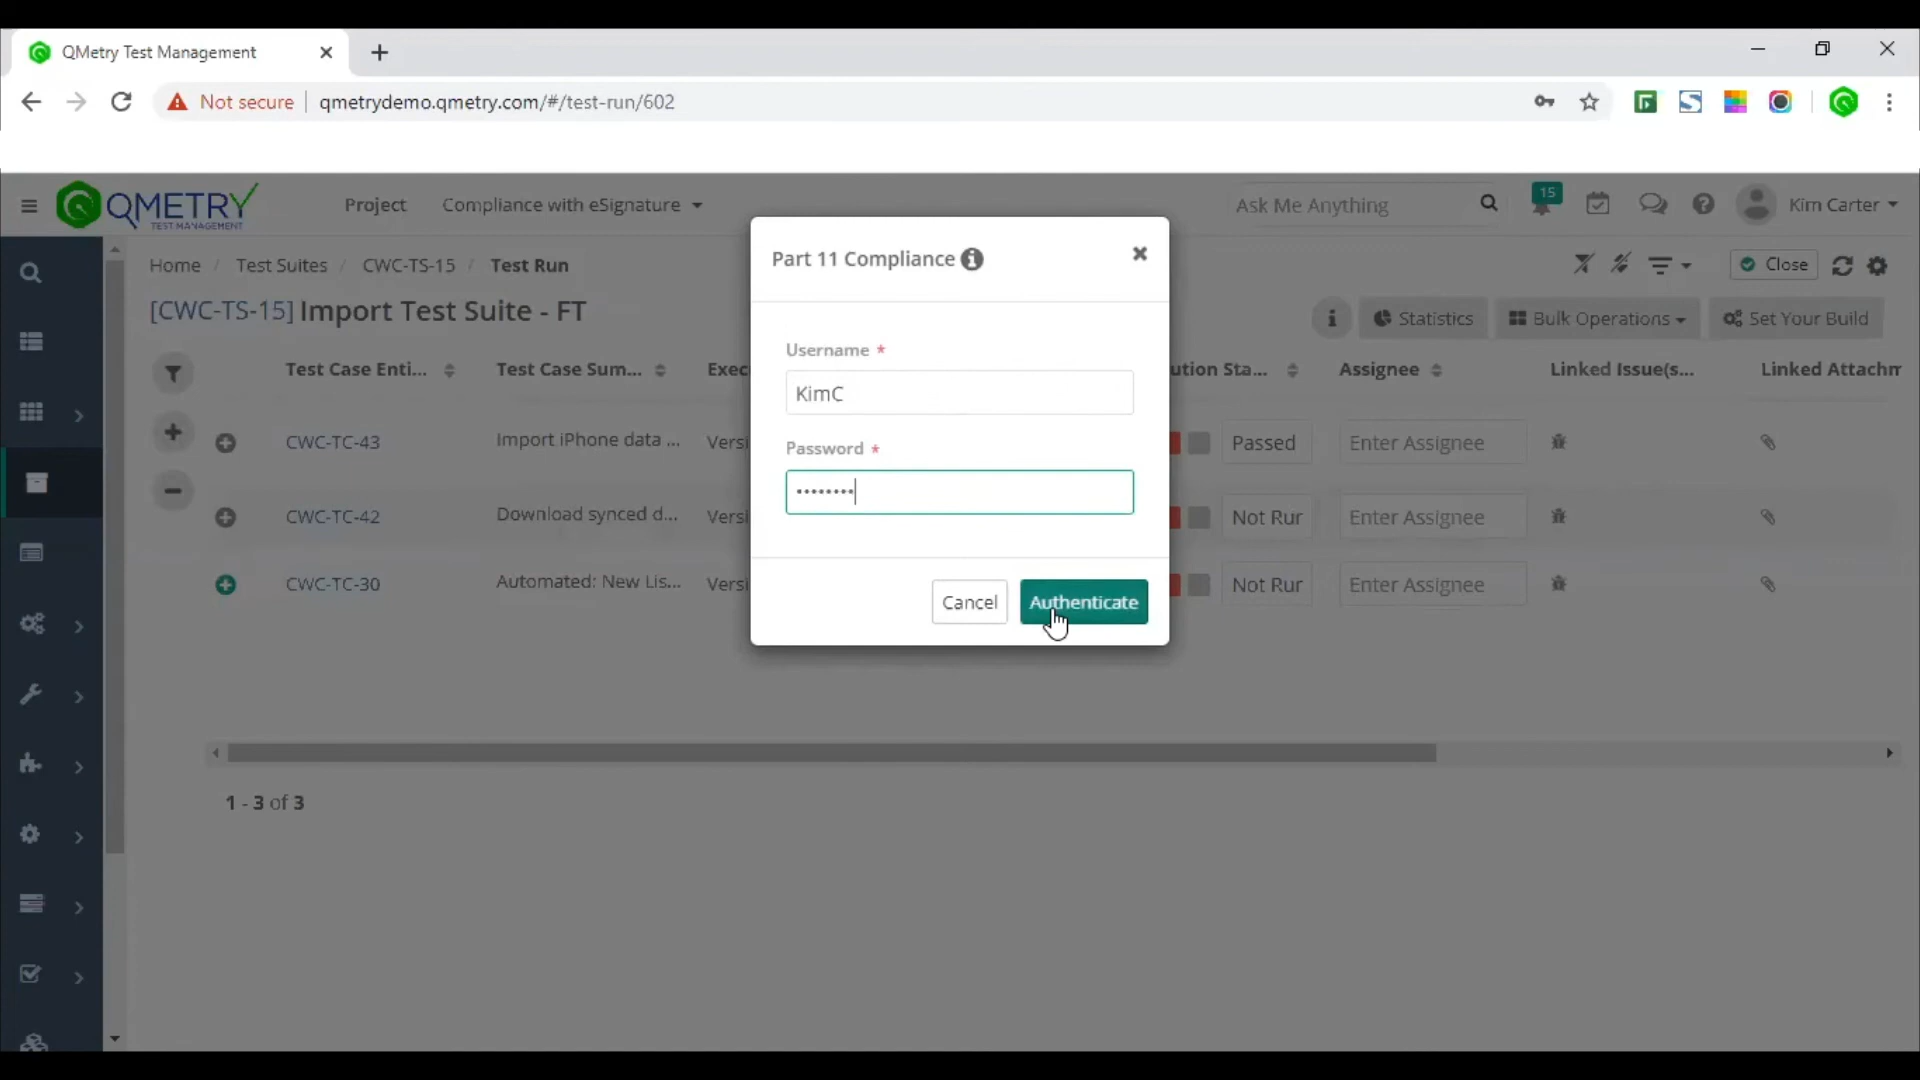 QMetry Test Management
Not secure qmetrydemo.qmetry.com/#/test-run/602
QMETRY
TEST MANAGEMENT
Project
Compliance with eSignature
Ask Me Anything
15
Kim Carter
Home / Test Suites / CWC-TS-15 / Test Run
Close
[CWC-TS-15] Import Test Suite - FT
Statistics
Bulk Operations
Set Your Build
Test Case Enti...
Test Case Sum...
Exec
ution Sta...
Assignee
Linked Issue(s...
Linked Attachm
CWC-TC-43
Import iPhone data ...
Versi
Passed
Enter Assignee
CWC-TC-42
Download synced d...
Versi
Not Rur
Enter Assignee
CWC-TC-30
Automated: New Lis...
Versi
Not Rur
Enter Assignee
1 - 3 of 3
Part 11 Compliance
Username *
KimC
Password *
••••••••
Cancel
Authenticate